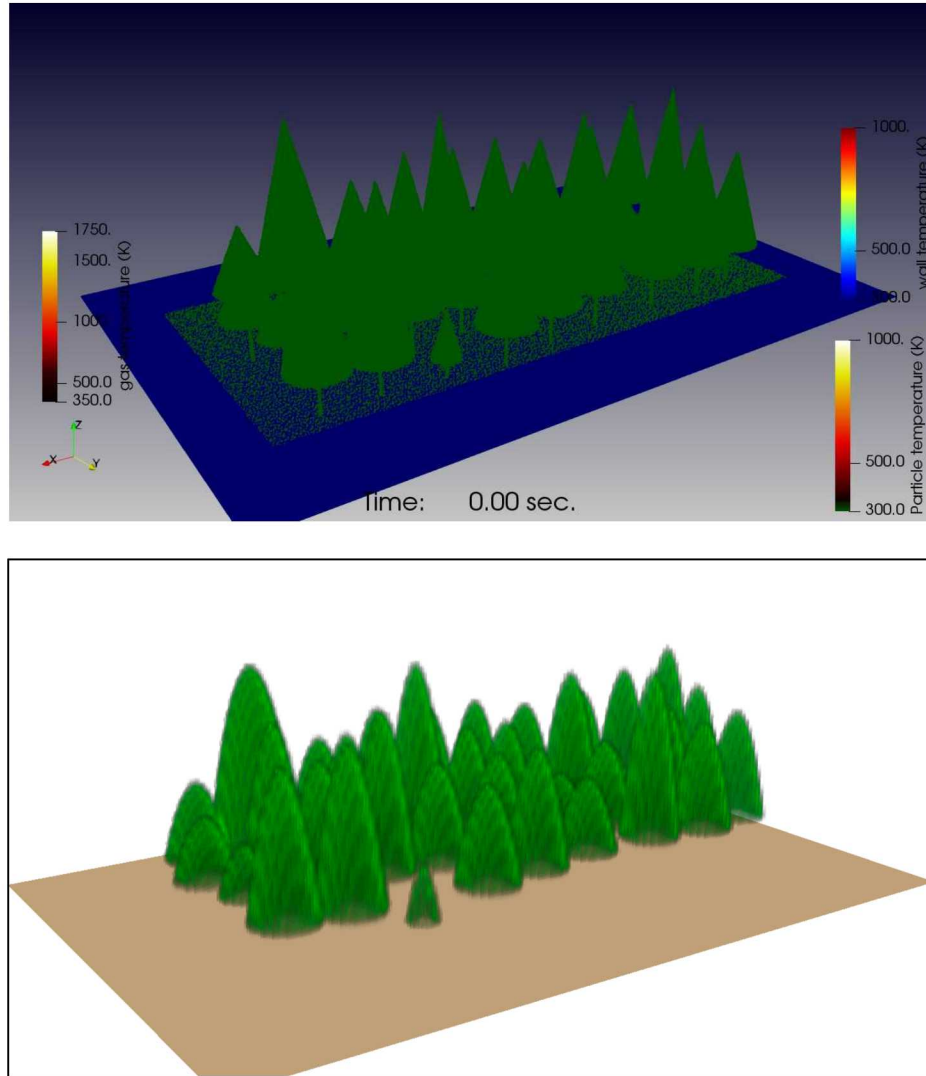 1000.
500.0
wall temperature (K)
1750.
1500.
500.0
350.0
gas temperature (K)
Z
X
Y
1000.
500.0
300.0
Particle temperature (K)
Time: 0.00 sec.